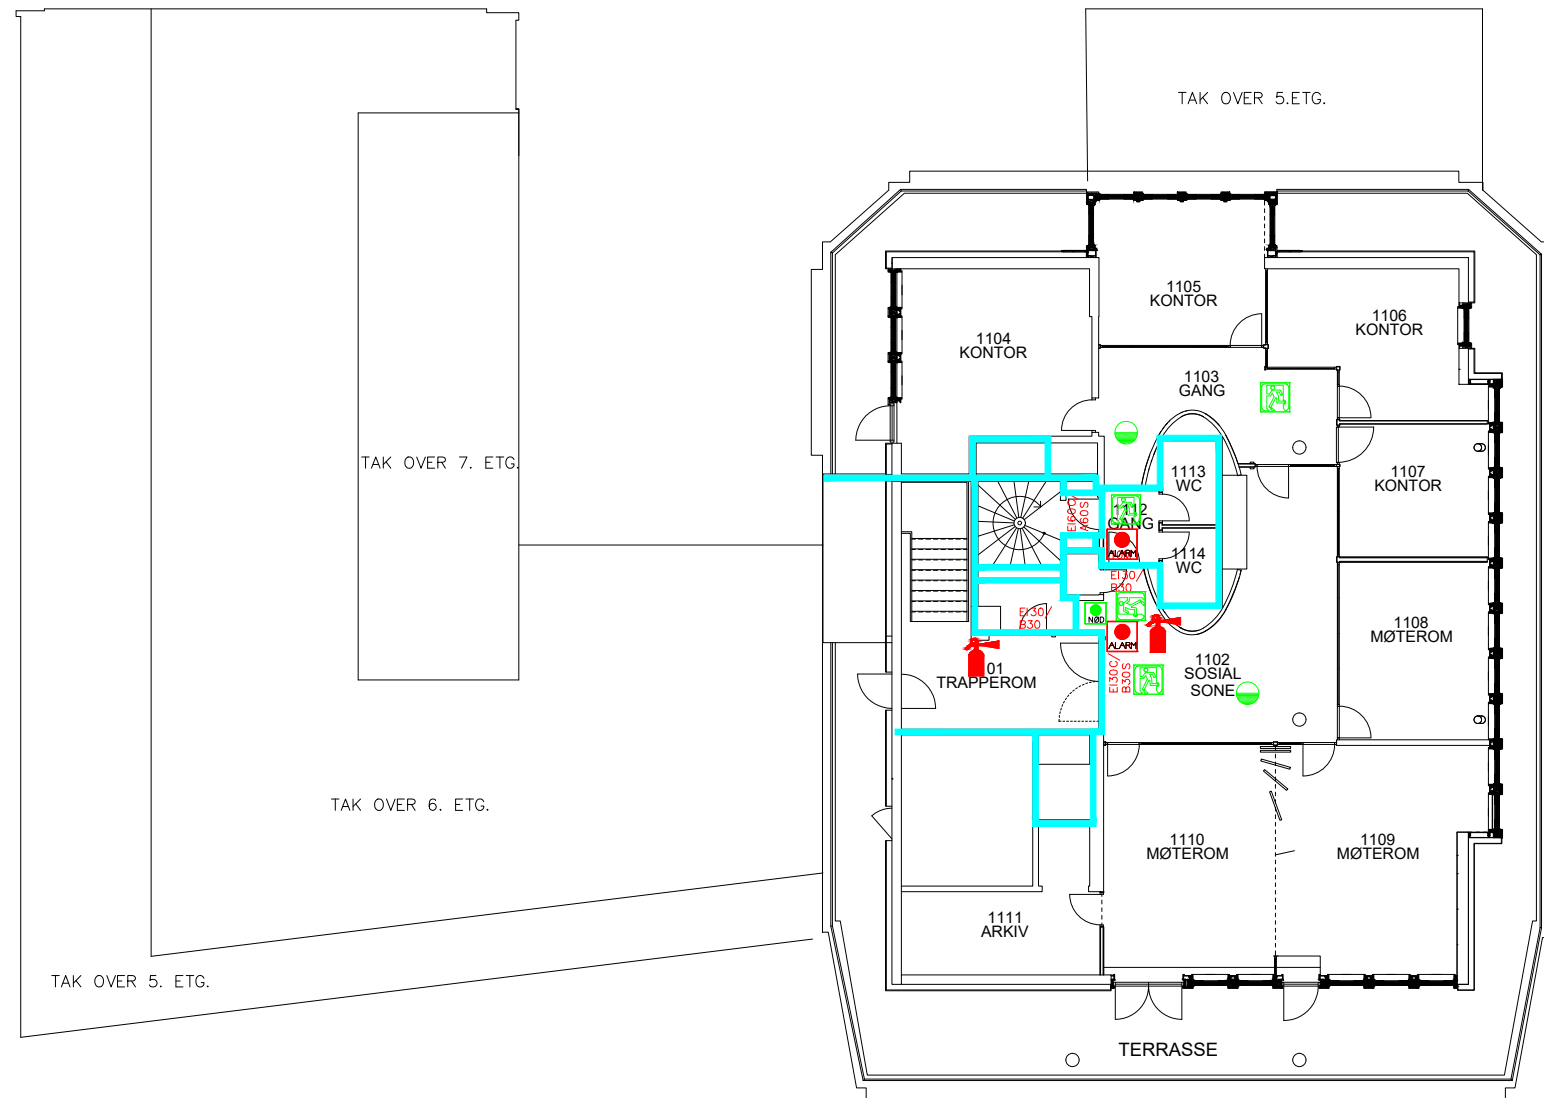 TAK OVER 5.ETG.
1105
KONTOR
1106
KONTOR
1104
KONTOR
1103
GANG
TAK OVER 7. ETG.
1113
WC
1107
KONTOR
EI60C/
A60S
1112
GANG
ALARM
1114
WC
EI30/
B30
EI30/
B30
NØD
ALARM
1108
MØTEROM
EI30C/
B30S
1102
SOSIAL
SONE
01
TRAPPEROM
TAK OVER 6. ETG.
1110
MØTEROM
1109
MØTEROM
1111
ARKIV
TAK OVER 5. ETG.
TERRASSE